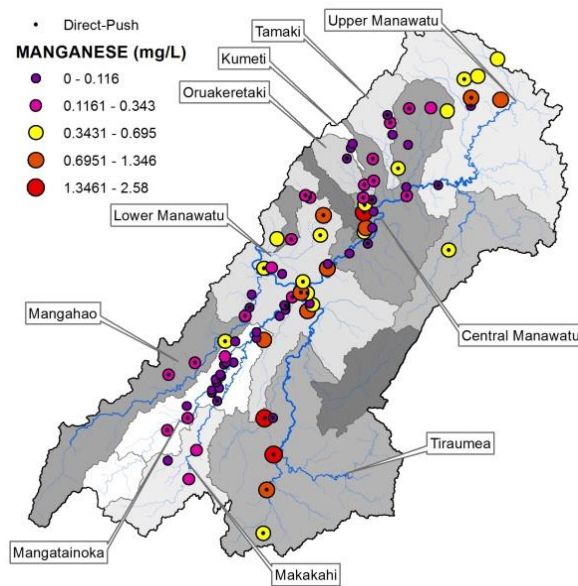 Direct-Push
MANGANESE (mg/L)
0 - 0.116
0.1161 - 0.343
0.3431 - 0.695
0.6951 - 1.346
1.3461 - 2.58
Upper Manawatu
Tamaki
Kumeti
Oruakeretaki
Lower Manawatu
Mangahao
Central Manawatu
Tiraumea
Mangatainoka
Makakahi